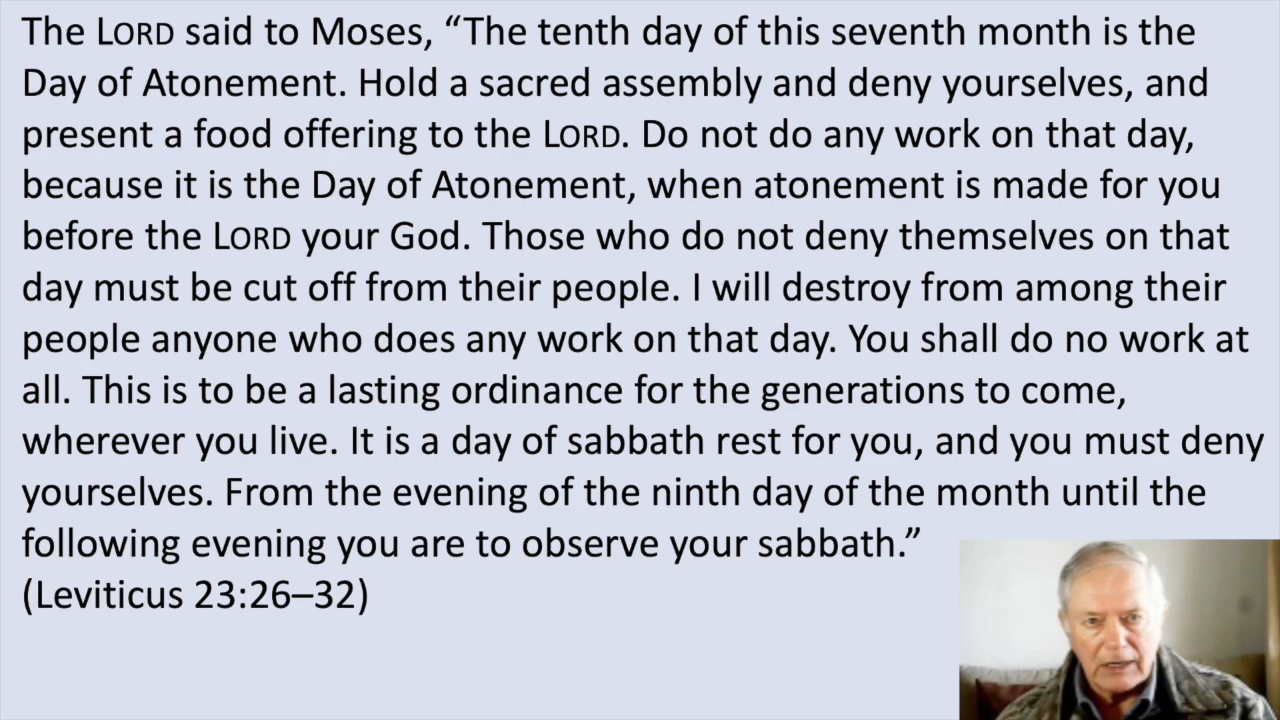 The LORD said to Moses, “The tenth day of this seventh month is the
Day of Atonement. Hold a sacred assembly and deny yourselves, and
present a food offering to the LORD. Do not do any work on that day,
because it is the Day of Atonement, when atonement is made for you
before the LORD your God. Those who do not deny themselves on that
day must be cut off from their people. I will destroy from among their
people anyone who does any work on that day. You shall do no work at
all. This is to be a lasting ordinance for the generations to come,
wherever you live. It is a day of sabbath rest for you, and you must deny
yourselves. From the evening of the ninth day of the month until the
following evening you are to observe your sabbath.”
(Leviticus 23:26–32)